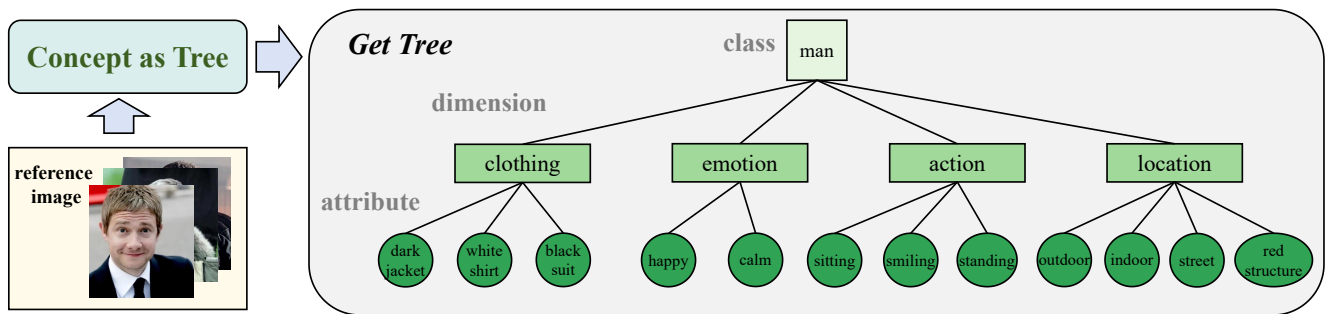 Concept as Tree
reference
image
Get Tree
class
man
dimension
clothing
emotion
action
location
attribute
dark
jacket
white
shirt
black
suit
happy
calm
sitting
smiling
standing
outdoor
indoor
street
red
structure